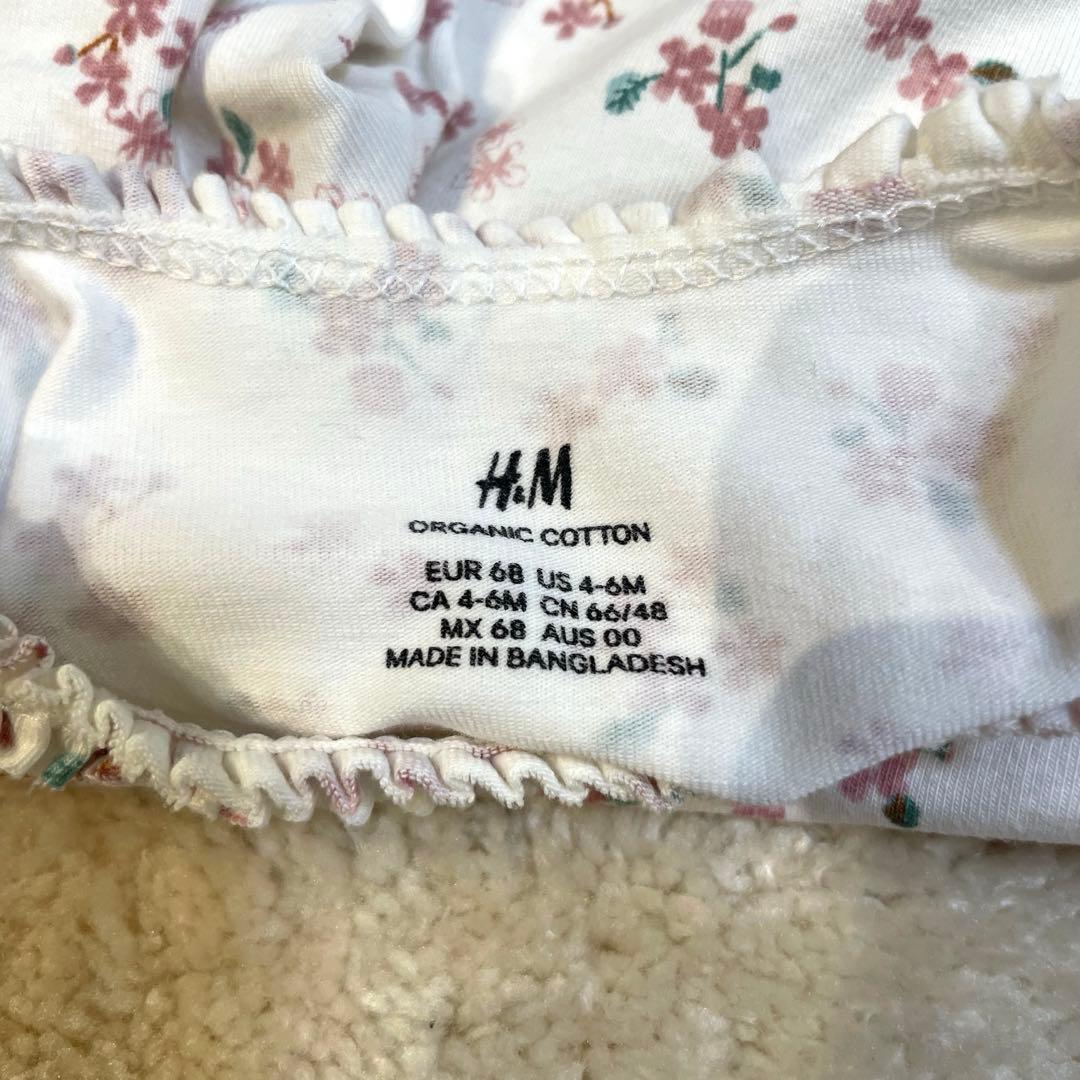 H&M
ORGANIC COTTON
EUR 68 US 4-6M
CA 4-6M CN 66/48
MX 68 AUS 00
MADE IN BANGLADESH